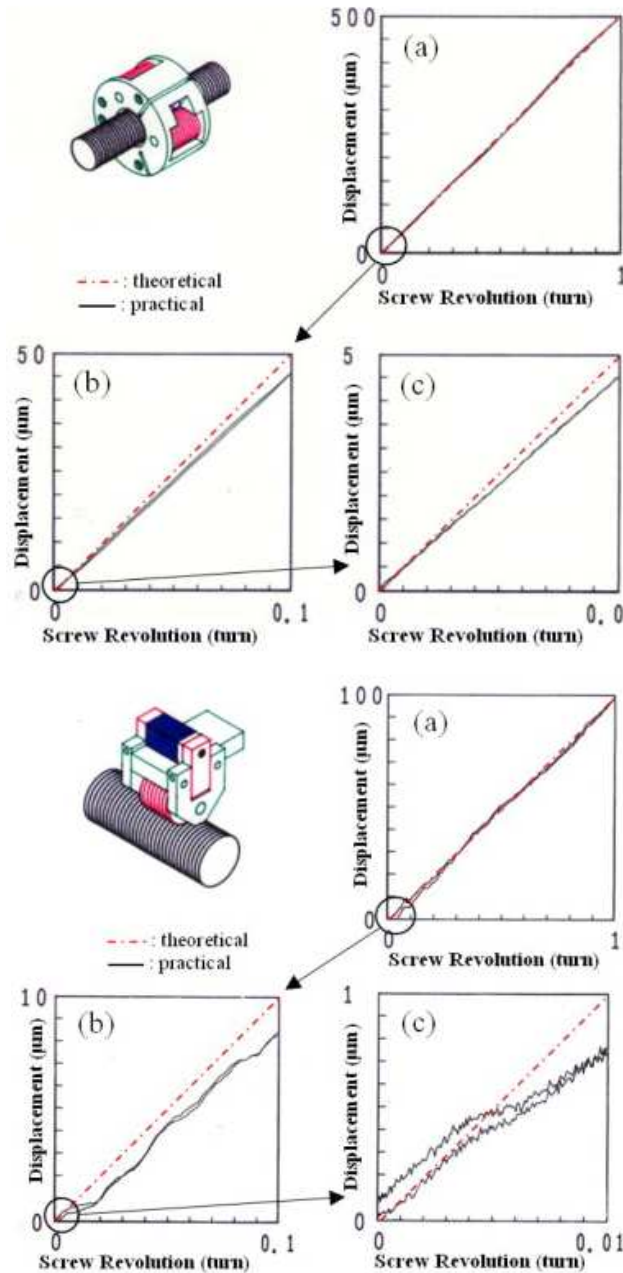 500
(a)
Displacement (μm)
0
0
1
Screw Revolution (turn)
: theoretical
: practical
50
(b)
Displacement (μm)
0
0
0.1
Screw Revolution (turn)
5
(c)
Displacement (μm)
0
0
0.0
Screw Revolution (turn)
100
(a)
Displacement (μm)
0
0
1
Screw Revolution (turn)
: theoretical
: practical
10
(b)
Displacement (μm)
0
0
0.1
Screw Revolution (turn)
1
(c)
Displacement (μm)
0
0
0.01
Screw Revolution (turn)